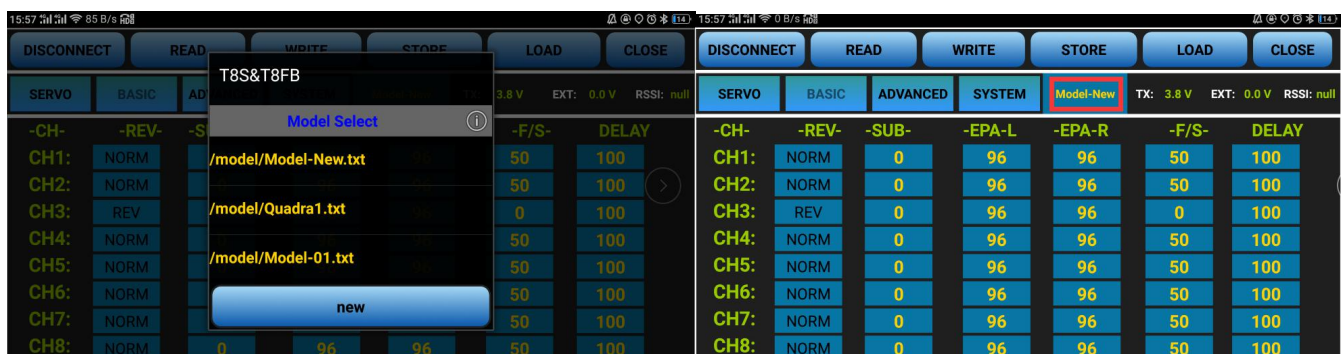 15:57 85 B/s HD
14
DISCONNECT READ WRITE STORE LOAD CLOSE
T8S&T8FB
SERVO BASIC 3.8 V EXT: 0.0 V RSSI: null
Model Select
-CH- -REV- -F/S- DELAY
/model/Model-New.txt
CH1: NORM 50 100
CH2: NORM 50 100
/model/Quadra1.txt
CH3: REV 0 100
CH4: NORM 50 100
/model/Model-01.txt
CH5: NORM 50 100
CH6: NORM 50 100
new
CH7: NORM 50 100
CH8: NORM 0 96 96 50 100
15:57 0 B/s HD
14
DISCONNECT READ WRITE STORE LOAD CLOSE
SERVO BASIC ADVANCED SYSTEM Model-New TX: 3.8 V EXT: 0.0 V RSSI: null
-CH- -REV- -SUB- -EPA-L -EPA-R -F/S- DELAY
CH1: NORM 0 96 96 50 100
CH2: NORM 0 96 96 50 100
CH3: REV 0 96 96 0 100
CH4: NORM 0 96 96 50 100
CH5: NORM 0 96 96 50 100
CH6: NORM 0 96 96 50 100
CH7: NORM 0 96 96 50 100
CH8: NORM 0 96 96 50 100